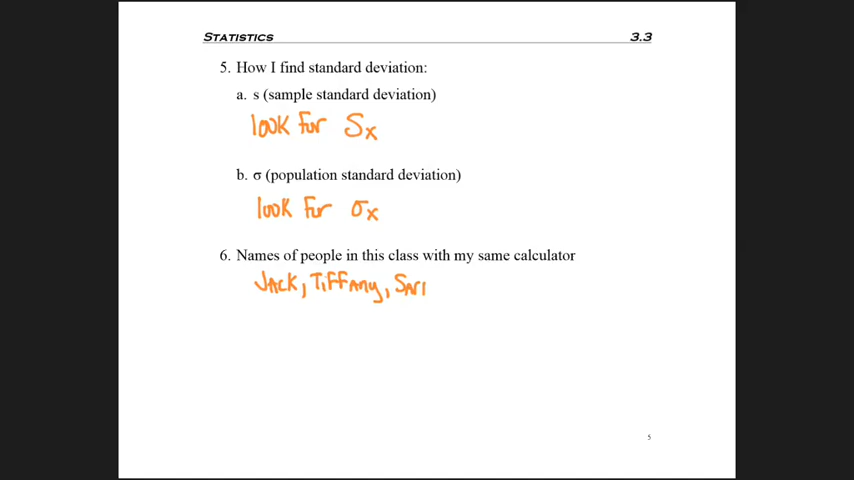 STATISTICS 3.3
5. How I find standard deviation:
a. s (sample standard deviation)
look for Sx
b. σ (population standard deviation)
look for σx
6. Names of people in this class with my same calculator
JACK, TIFFANY, SARI
5